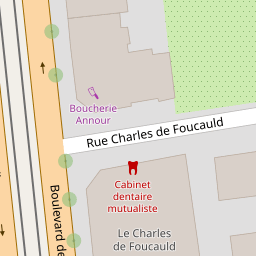 Boucherie
Annour
Rue Charles de Foucauld
Cabinet
dentaire
mutualiste
Boulevard de
Le Charles
de Foucauld